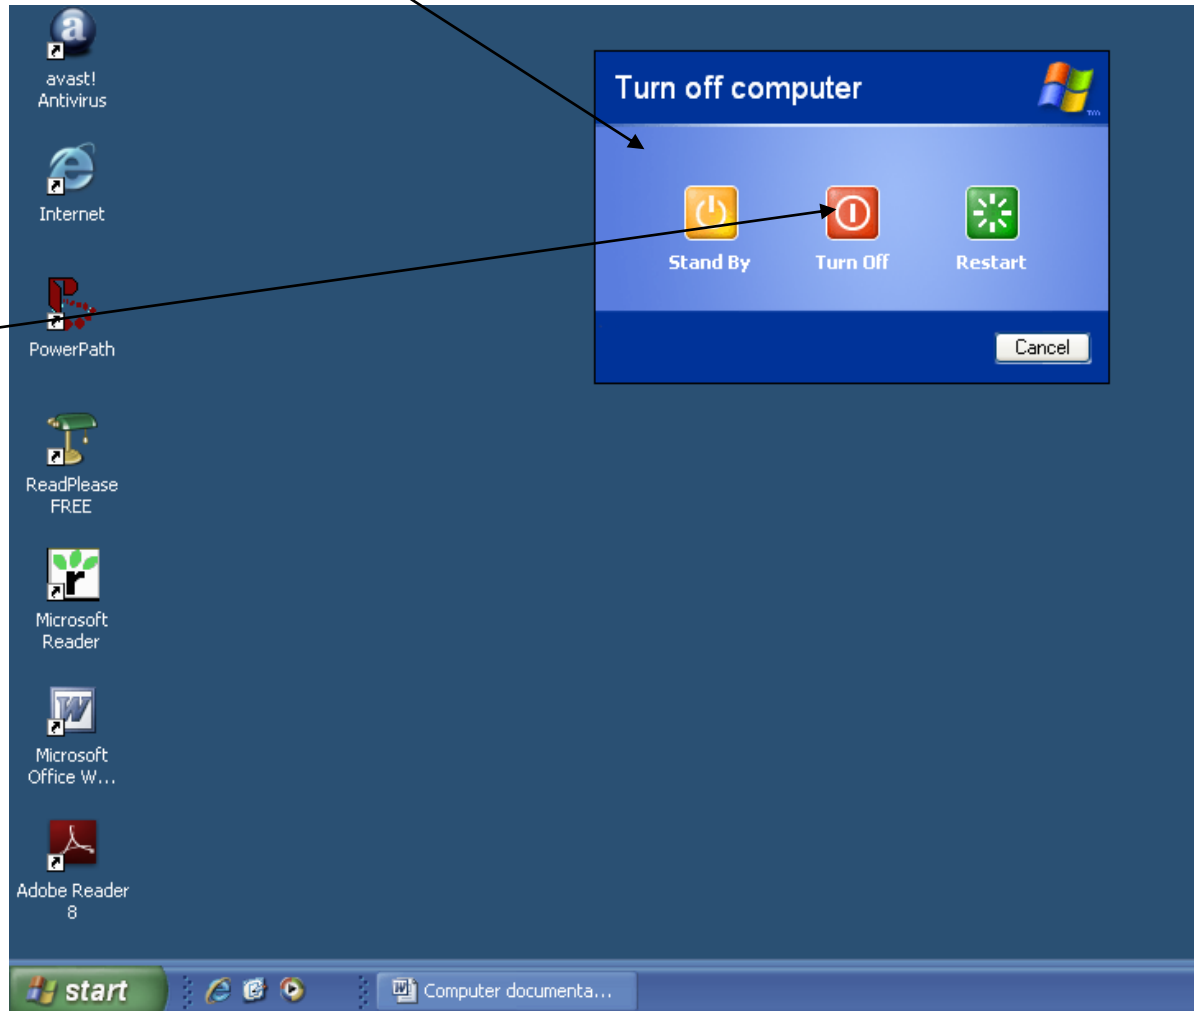 avast!
Antivirus
Internet
PowerPath
ReadPlease
FREE
Microsoft
Reader
Microsoft
Office W...
Adobe Reader
8
Turn off computer
TM
Stand By
Turn Off
Restart
Cancel
start
Computer documenta...